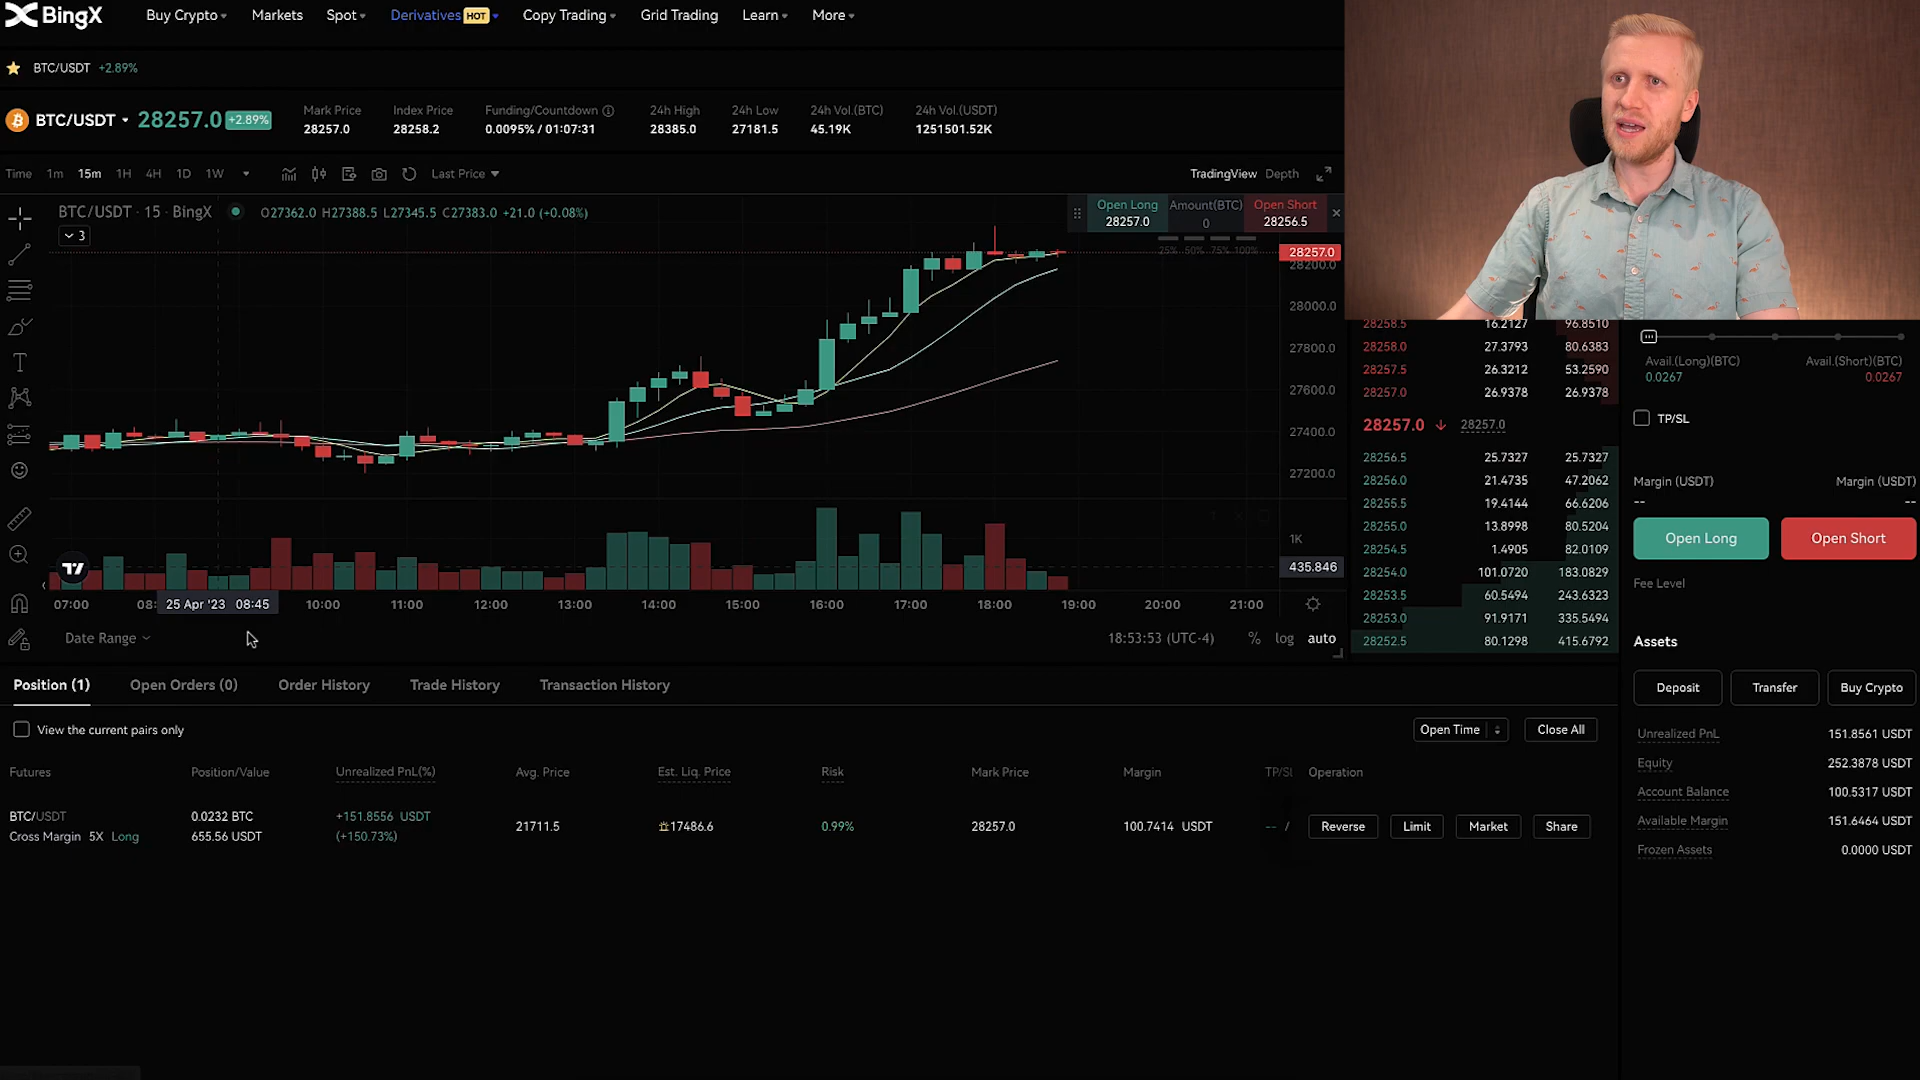 BingX
Buy Crypto
Markets
Spot
Derivatives HOT
Copy Trading
Grid Trading
Learn
More
BTC/USDT +2.89%
BTC/USDT 28257.0 +2.89%
Mark Price
28257.0
Index Price
28258.2
Funding/Countdown
0.0095% / 01:07:31
24h High
28385.0
24h Low
27181.5
24h Vol.(BTC)
45.19K
24h Vol.(USDT)
1251501.52K
Time 1m 15m 1H 4H 1D 1W
Last Price
TradingView Depth
BTC/USDT · 15 · BingX
O27362.0 H27388.5 L27345.5 C27383.0 +21.0 (+0.08%)
3
Open Long
28257.0
Amount(BTC)
0
Open Short
28256.5
25% 50% 75% 100%
28257.0
28200.0
28000.0
27800.0
27600.0
27400.0
27200.0
1K
435.846
07:00 08: 25 Apr '23 08:45 10:00 11:00 12:00 13:00 14:00 15:00 16:00 17:00 18:00 19:00 20:00 21:00
Date Range
18:53:53 (UTC-4) % log auto
28258.5 16.2127 96.8510
28258.0 27.3793 80.6383
28257.5 26.3212 53.2590
28257.0 26.9378 26.9378
28257.0 28257.0
28256.5 25.7327 25.7327
28256.0 21.4735 47.2062
28255.5 19.4144 66.6206
28255.0 13.8998 80.5204
28254.5 1.4905 82.0109
28254.0 101.0720 183.0829
28253.5 60.5494 243.6323
28253.0 91.9171 335.5494
28252.5 80.1298 415.6792
Avail.(Long)(BTC) Avail.(Short)(BTC)
0.0267 0.0267
TP/SL
Margin (USDT) Margin (USDT)
-- --
Open Long Open Short
Fee Level
Assets
Deposit Transfer Buy Crypto
Unrealized PnL 151.8561 USDT
Equity 252.3878 USDT
Account Balance 100.5317 USDT
Available Margin 151.6464 USDT
Frozen Assets 0.0000 USDT
Position (1) Open Orders (0) Order History Trade History Transaction History
View the current pairs only
Open Time
Close All
Futures Position/Value Unrealized PnL(%) Avg. Price Est. Liq. Price Risk Mark Price Margin TP/SL Operation
BTC/USDT
Cross Margin 5X Long
0.0232 BTC
655.56 USDT
+151.8556 USDT
(+150.73%)
21711.5
17486.6
0.99%
28257.0
100.7414 USDT
-- /
Reverse Limit Market Share